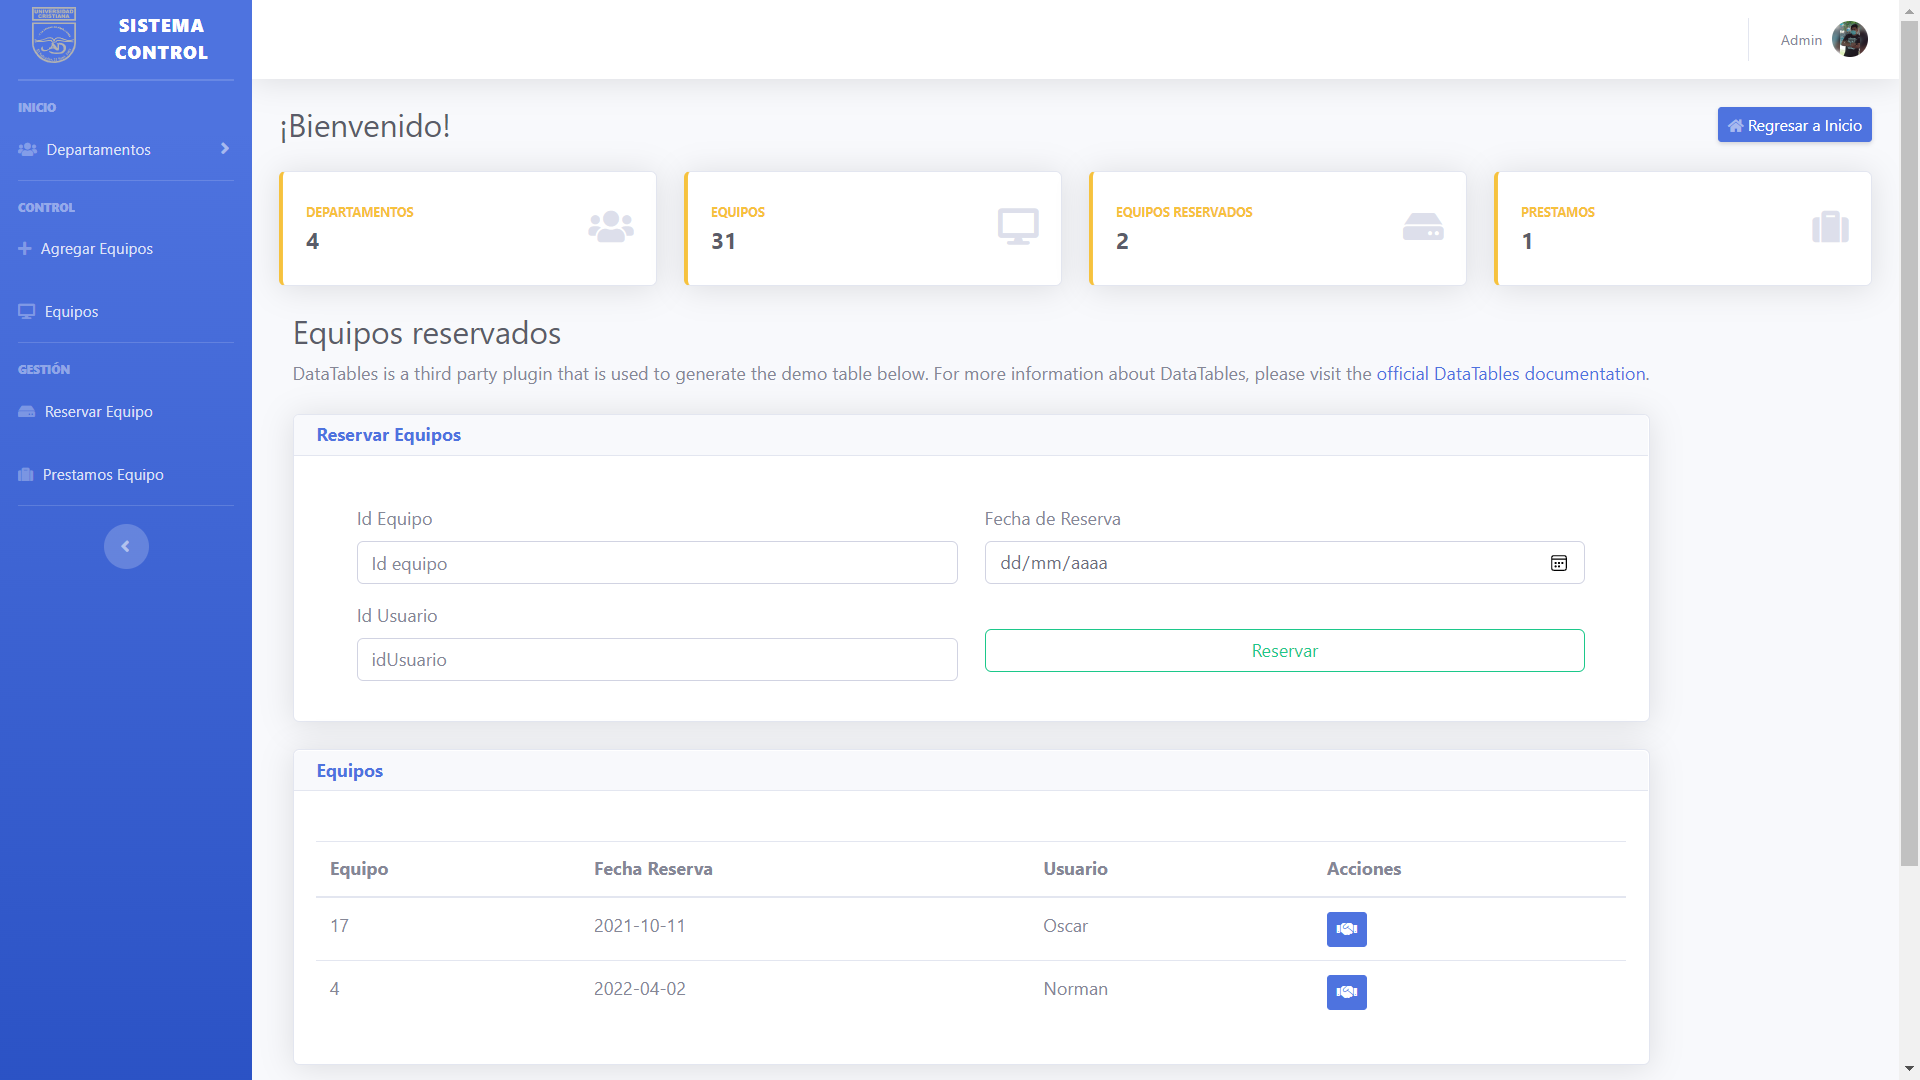 UNIVERSIDAD
CRISTIANA
SISTEMA
CONTROL
Admin
INICIO
Departamentos
CONTROL
Agregar Equipos
Equipos
GESTIÓN
Reservar Equipo
Prestamos Equipo
¡Bienvenido!
Regresar a Inicio
DEPARTAMENTOS
4
EQUIPOS
31
EQUIPOS RESERVADOS
2
PRESTAMOS
1
Equipos reservados
DataTables is a third party plugin that is used to generate the demo table below. For more information about DataTables, please visit the official DataTables documentation.
Reservar Equipos
Id Equipo
Id equipo
Fecha de Reserva
dd/mm/aaaa
Id Usuario
idUsuario
Reservar
Equipos
Equipo Fecha Reserva Usuario Acciones
17 2021-10-11 Oscar
4 2022-04-02 Norman